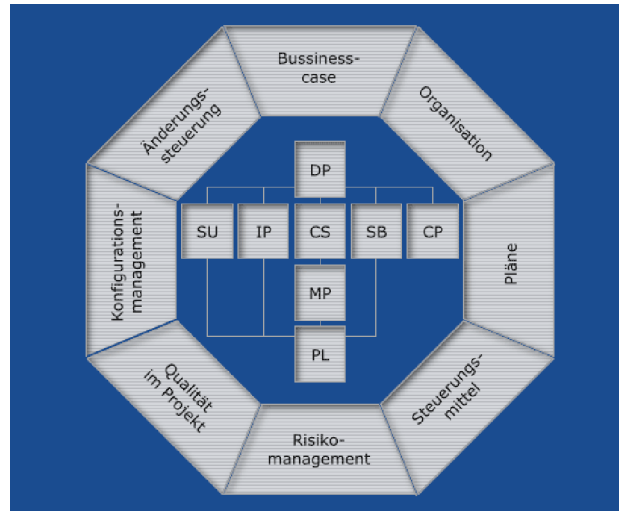 Bussiness-
case
Organisation
Pläne
Steuerungs-
mittel
Risiko-
management
Qualität
im Projekt
Konfigurations-
management
Änderungs-
steuerung
DP
SU
IP
CS
SB
CP
MP
PL